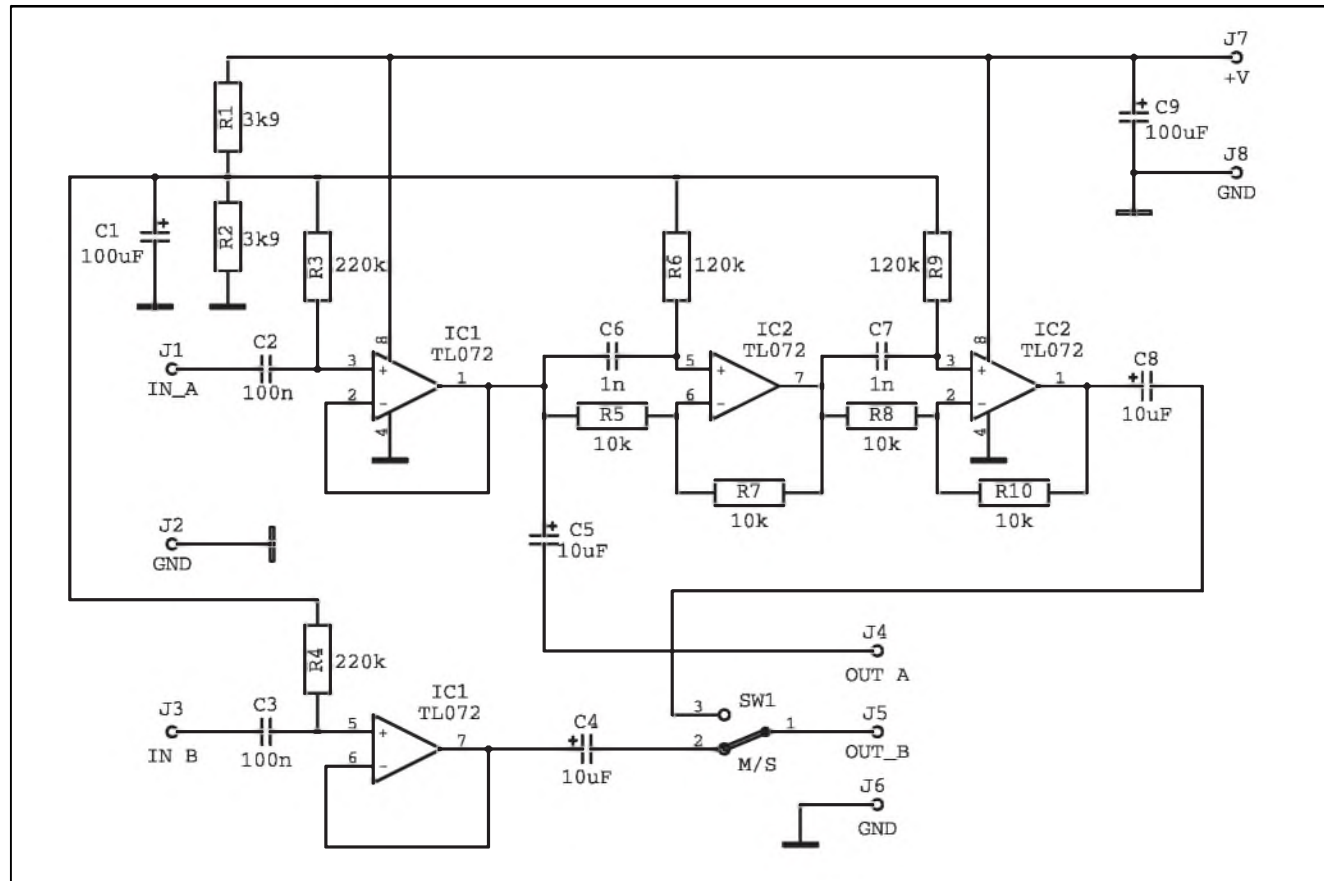 J7
+V
R1
3k9
C9
100uF
+
J8
GND
C1
100uF
+
R2
3k9
R3
220k
R6
120k
120k
R9
J1
IN_A
C2
100n
3
2
+
-
8
4
1
IC1
TL072
C6
1n
5
6
+
-
7
IC2
TL072
C7
1n
3
2
+
-
8
4
1
IC2
TL072
C8
+
10uF
R5
10k
R8
10k
R7
10k
R10
10k
J2
GND
C5
+
10uF
R4
220k
J4
OUT A
J3
IN B
C3
100n
5
6
+
-
7
IC1
TL072
C4
+
10uF
3
SW1
2
1
M/S
J5
OUT_B
J6
GND